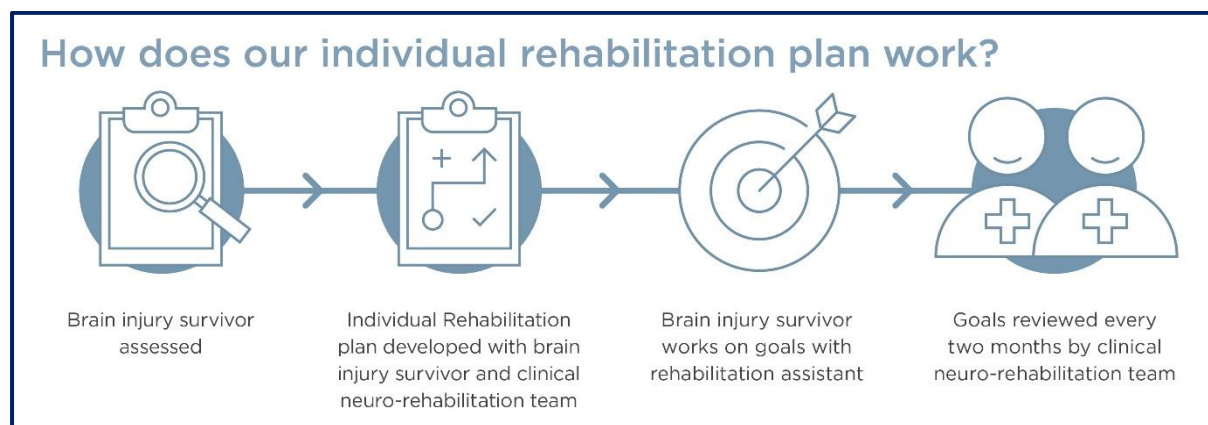 How does our individual rehabilitation plan work?
Brain injury survivor
assessed
Individual Rehabilitation
plan developed with brain
injury survivor and clinical
neuro-rehabilitation team
Brain injury survivor
works on goals with
rehabilitation assistant
Goals reviewed every
two months by clinical
neuro-rehabilitation team